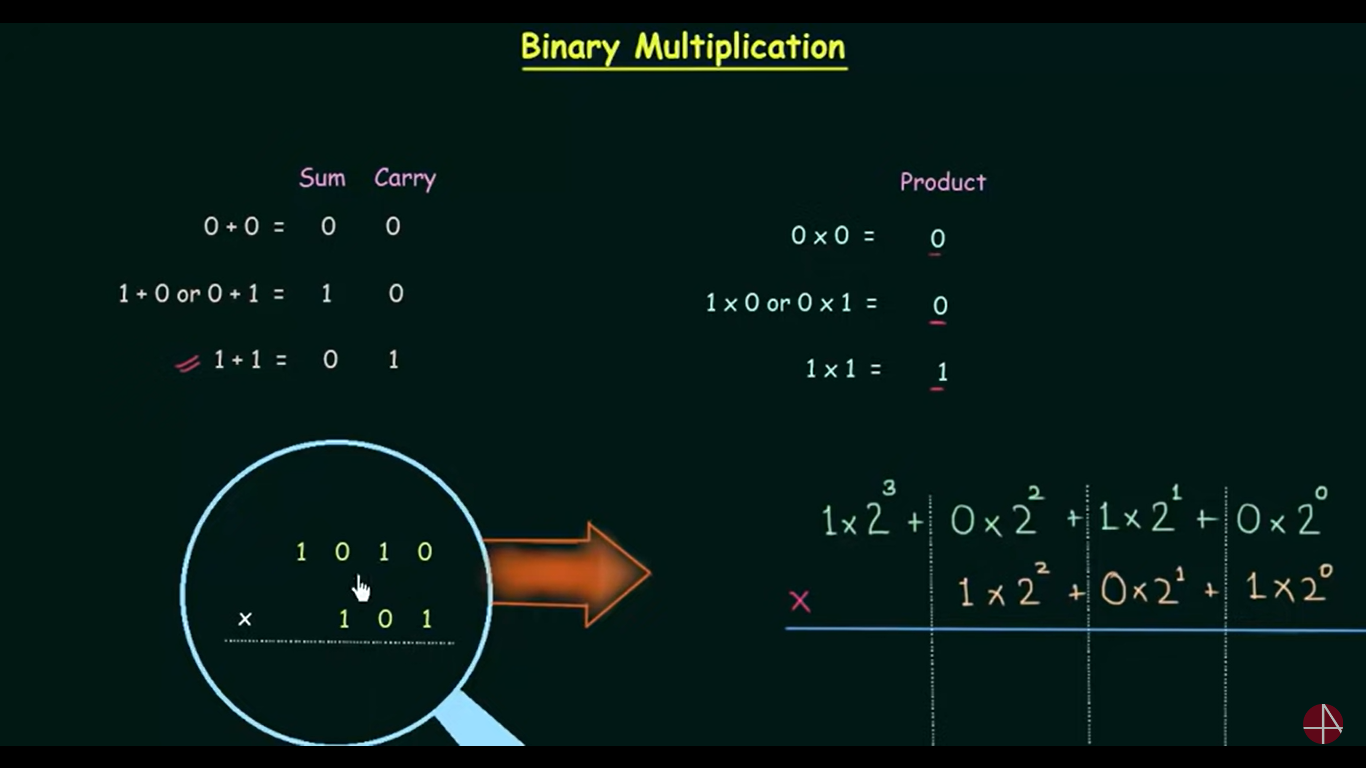 Binary Multiplication
Sum Carry
0 + 0 = 0 0
1 + 0 or 0 + 1 = 1 0
1 + 1 = 0 1
Product
0 x 0 = 0
1 x 0 or 0 x 1 = 0
1 x 1 = 1
1 0 1 0
x 1 0 1
1 x 2³ + 0 x 2² + 1 x 2¹ + 0 x 2⁰
x 1 x 2² + 0 x 2¹ + 1 x 2⁰